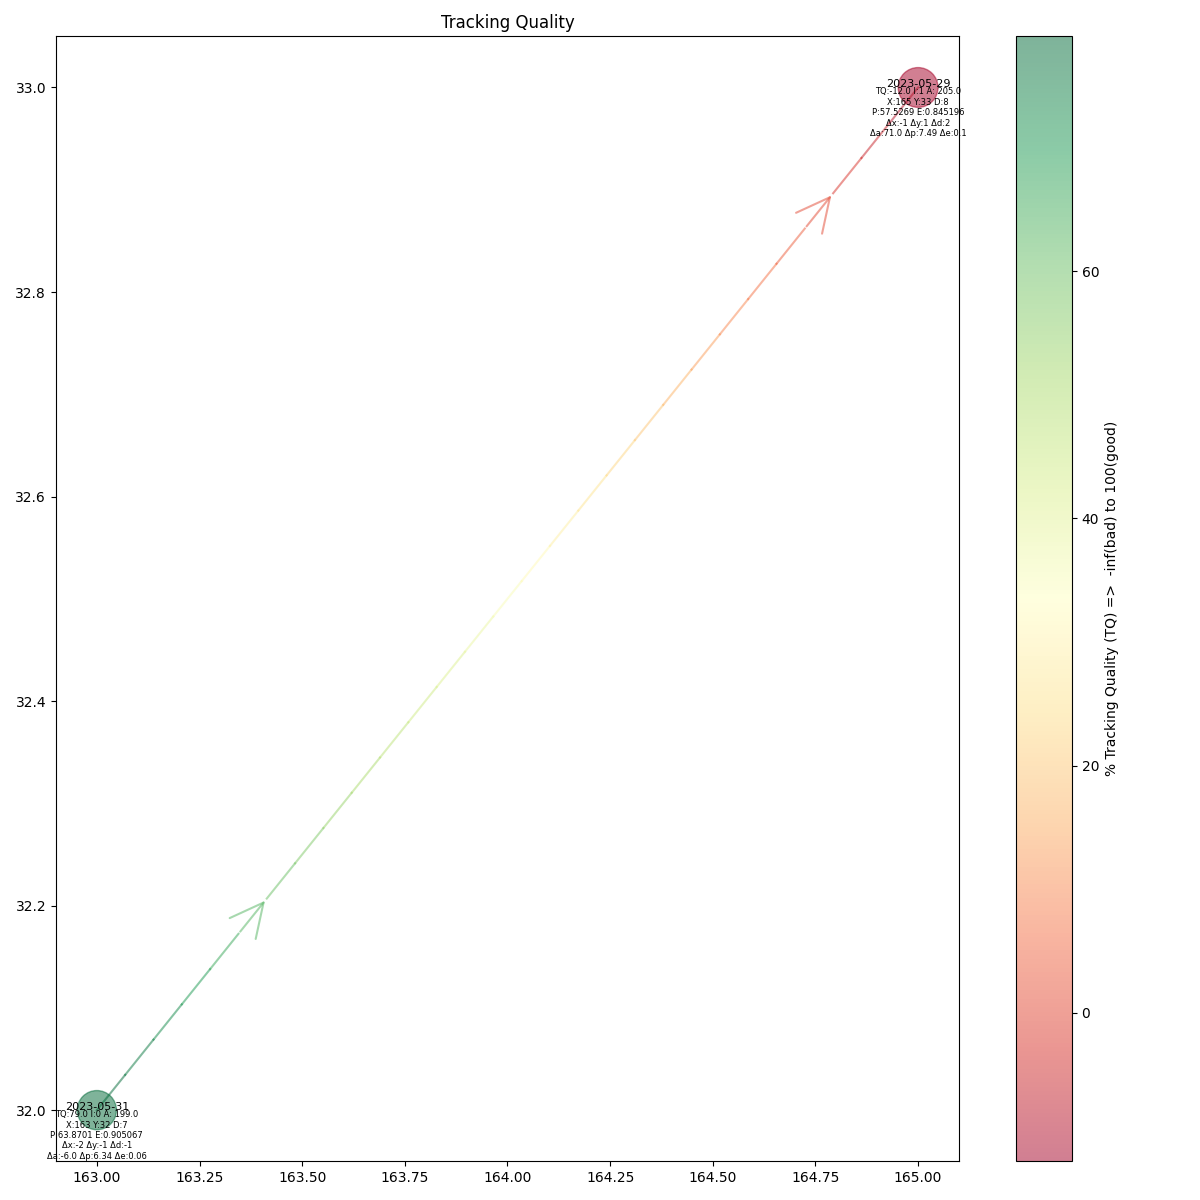 Tracking Quality
33.0
32.8
32.6
32.4
32.2
32.0
2023-05-29
TQ:-12.0 I:1 A: 205.0
X:165 Y:33 D:8
P:57.5269 E:0.845196
Δx:-1 Δy:1 Δd:2
Δa:71.0 Δp:7.49 Δe:0.1
2023-05-31
TQ:79.0 I:0 A: 199.0
X:163 Y:32 D:7
P:63.8701 E:0.905067
Δx:-2 Δy:-1 Δd:-1
Δa:-6.0 Δp:6.34 Δe:0.06
163.00 163.25 163.50 163.75 164.00 164.25 164.50 164.75 165.00
60
40
20
0
% Tracking Quality (TQ) => -inf(bad) to 100(good)